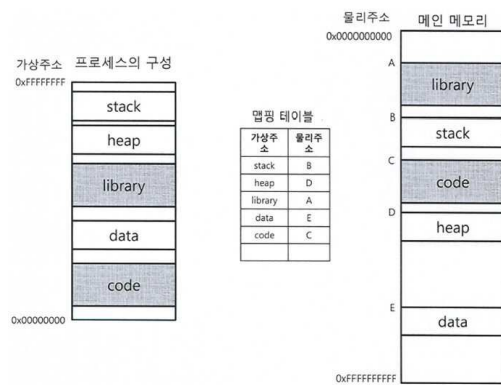 가상주소
프로세스의 구성
0xFFFFFFFF
stack
heap
library
data
code
0x00000000
맵핑 테이블
가상주
소
물리주
소
stack B
heap D
library A
data E
code C
물리주소
메인 메모리
0x0000000000
A
library
B
stack
C
code
D
heap
E
data
0xFFFFFFFFFF